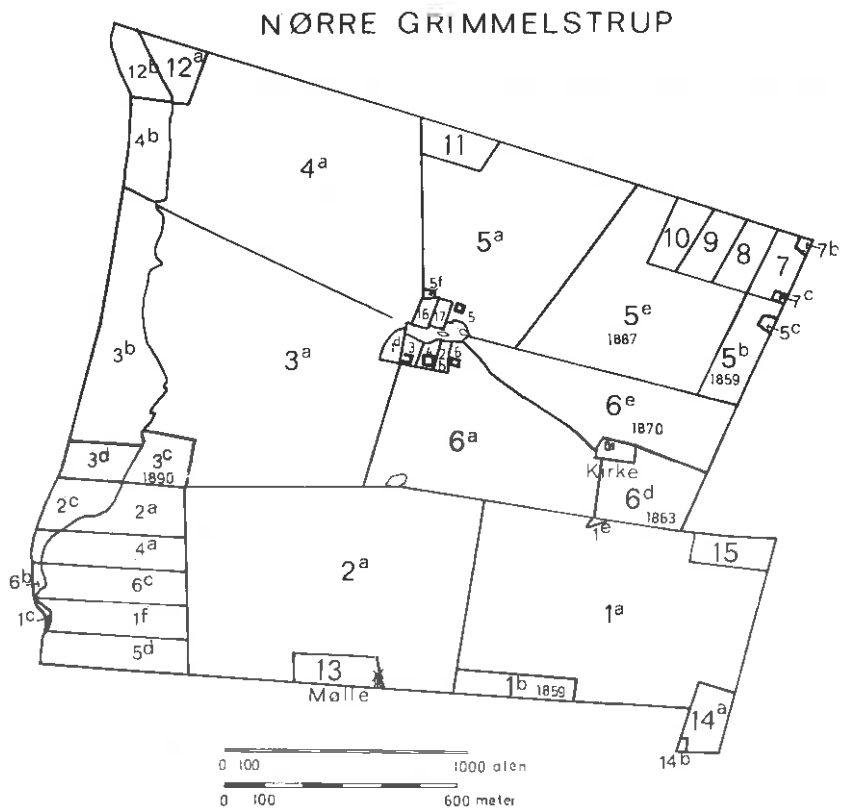 NØRRE GRIMMELSTRUP
12b 12a
4b
4a
11
5a
10 9 8 7 7b
7c
5c
5f
16 17 5
5e
1887
5b
1859
3b
3a
1d 3 4 2b 6
6e
1870
6a
Kirke
3d 3c
1890
6d
1863
2c 2a
1e
4a
15
6b 6c
2a
1a
1c 1f
5d
13
Mølle
1b 1859
14a
14b
0 100 1000 alen
0 100 600 meter